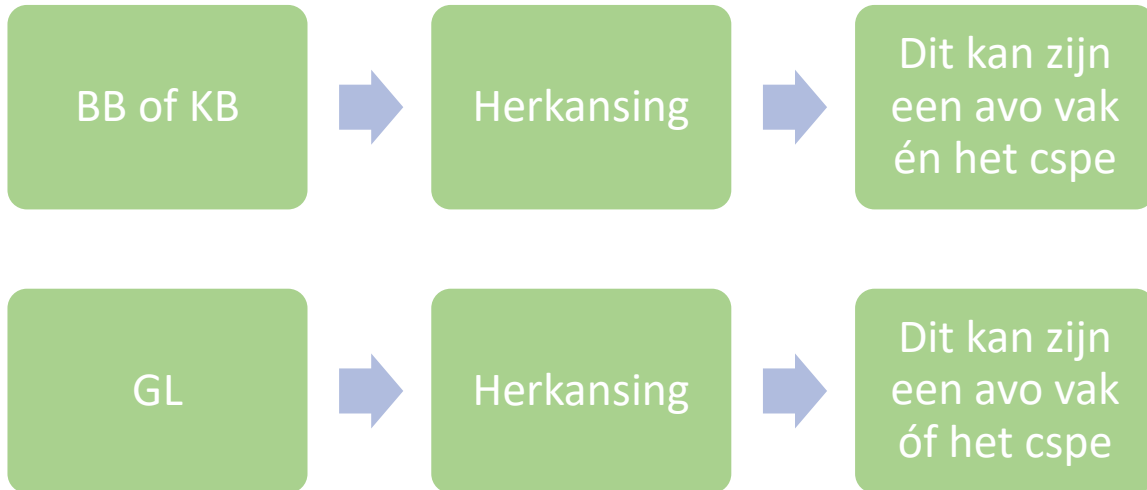 BB of KB
Herkansing
Dit kan zijn
een avo vak
én het cspe
GL
Herkansing
Dit kan zijn
een avo vak
óf het cspe